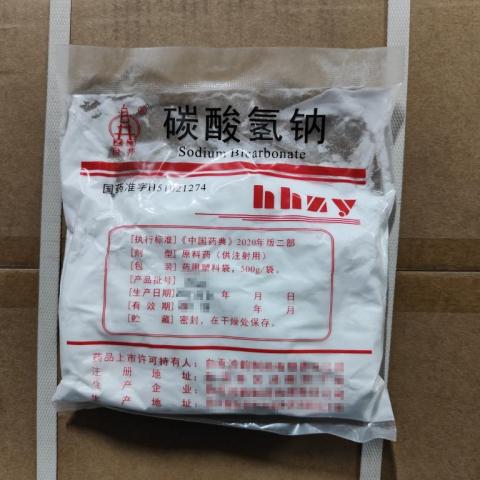 碳酸氢钠
Sodium Bicarbonate
国药准字H51021274
hhzy
[执行标准]《中国药典》2020年版二部
[剂 型] 原料药（供注射用）
[包 装] 药用塑料袋，500g/袋。
[产品批号]
[生产日期] 年 月 日
[有 效 期] 年 月
[贮 藏] 密封，在干燥处保存。
药品上市许可持有人：
注 册 地 址：
生 产 企 业：
生 产 地 址：